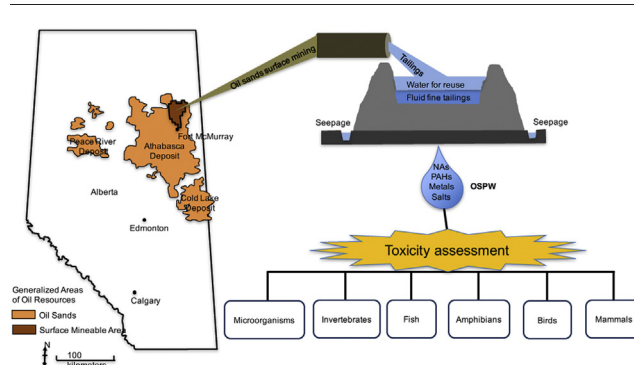 Peace River
Deposit
Fort McMurray
Athabasca
Deposit
Alberta
Cold Lake
Deposit
Edmonton
Calgary
Generalized Areas
of Oil Resources
Oil Sands
Surface Mineable Area
N
100
kilometers
Oil sands surface mining
Tailings
Water for reuse
Fluid fine tailings
Seepage
Seepage
NAs
PAHs
Metals
Salts
OSPW
Toxicity assessment
Microorganisms
Invertebrates
Fish
Amphibians
Birds
Mammals